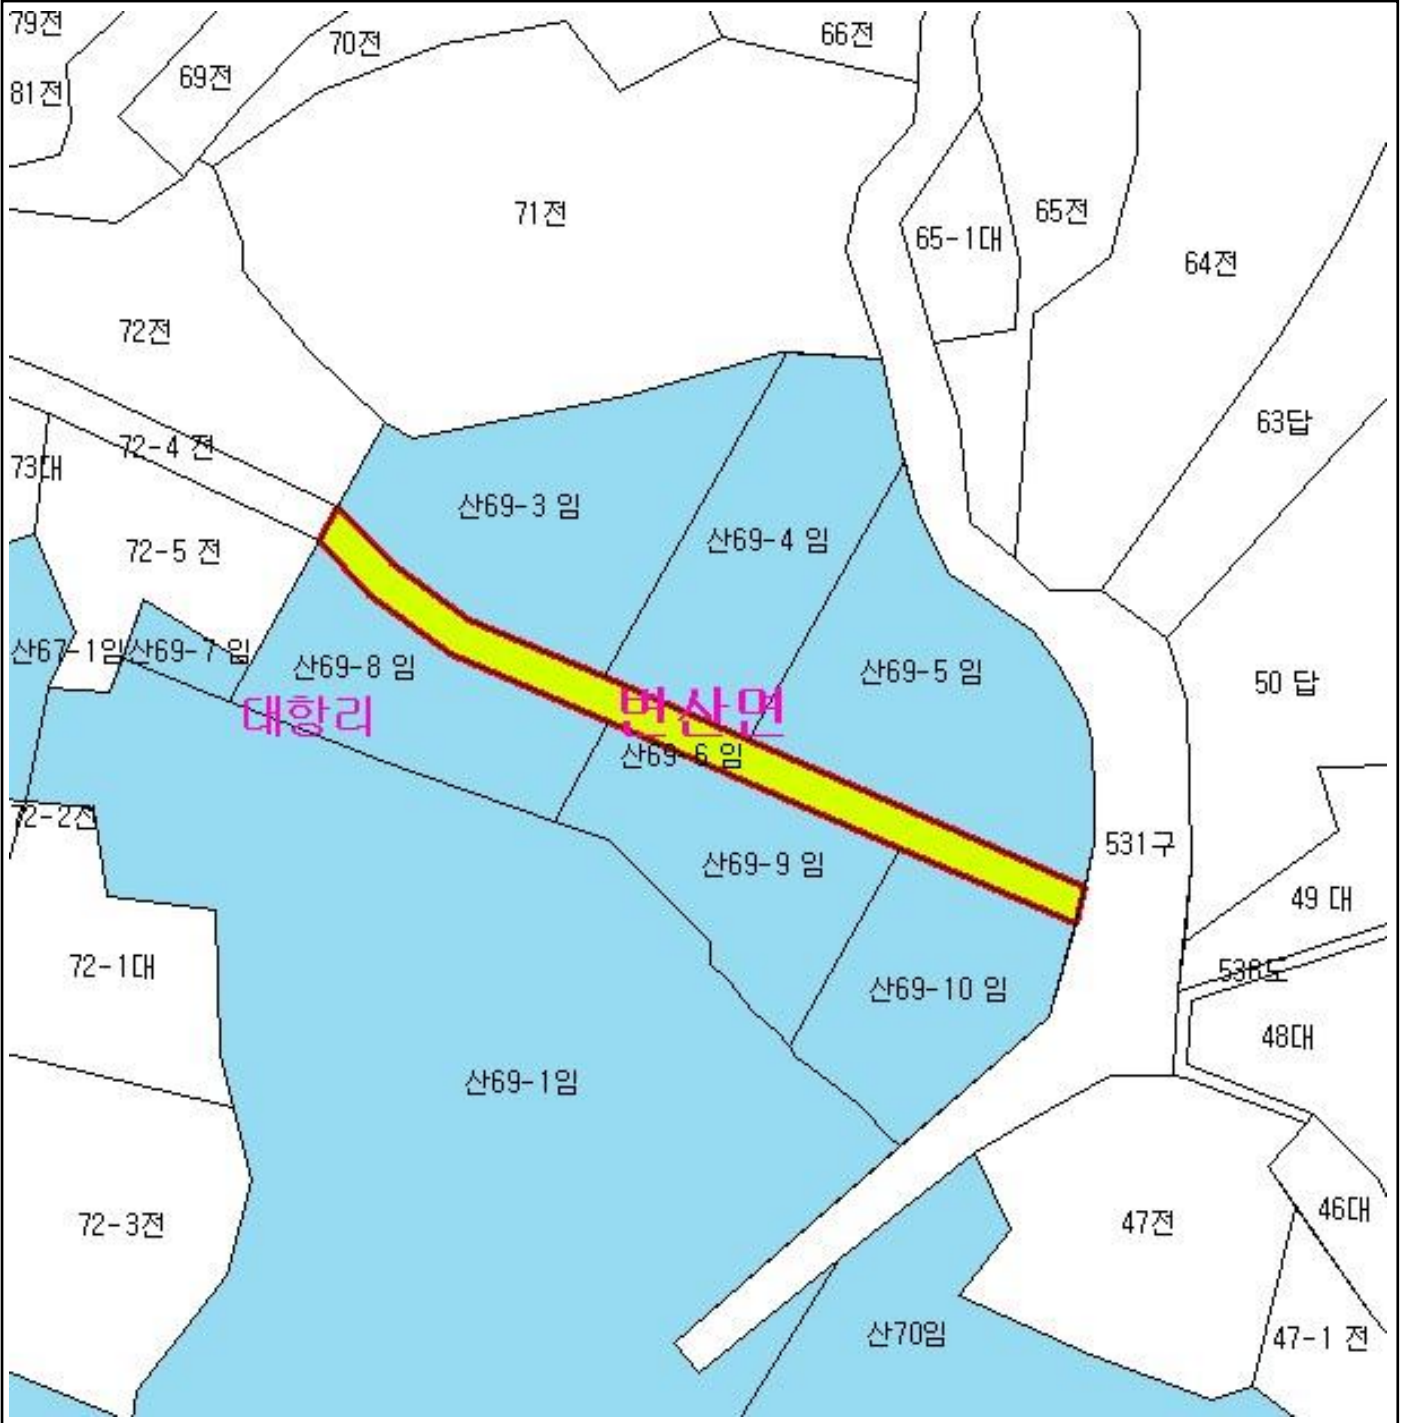 79전
70전
66전
69전
81전
71전
65전
65-1대
64전
72전
63답
72-4 전
73대
산69-3 임
산69-4 임
72-5 전
산67-1임
산69-7 임
산69-8 임
산69-5 임
50 답
대항리
변산면
산69-6 임
72-2전
531구
산69-9 임
49 대
72-1대
538도
산69-10 임
48대
산69-1임
72-3전
47전
46대
산70임
47-1 전